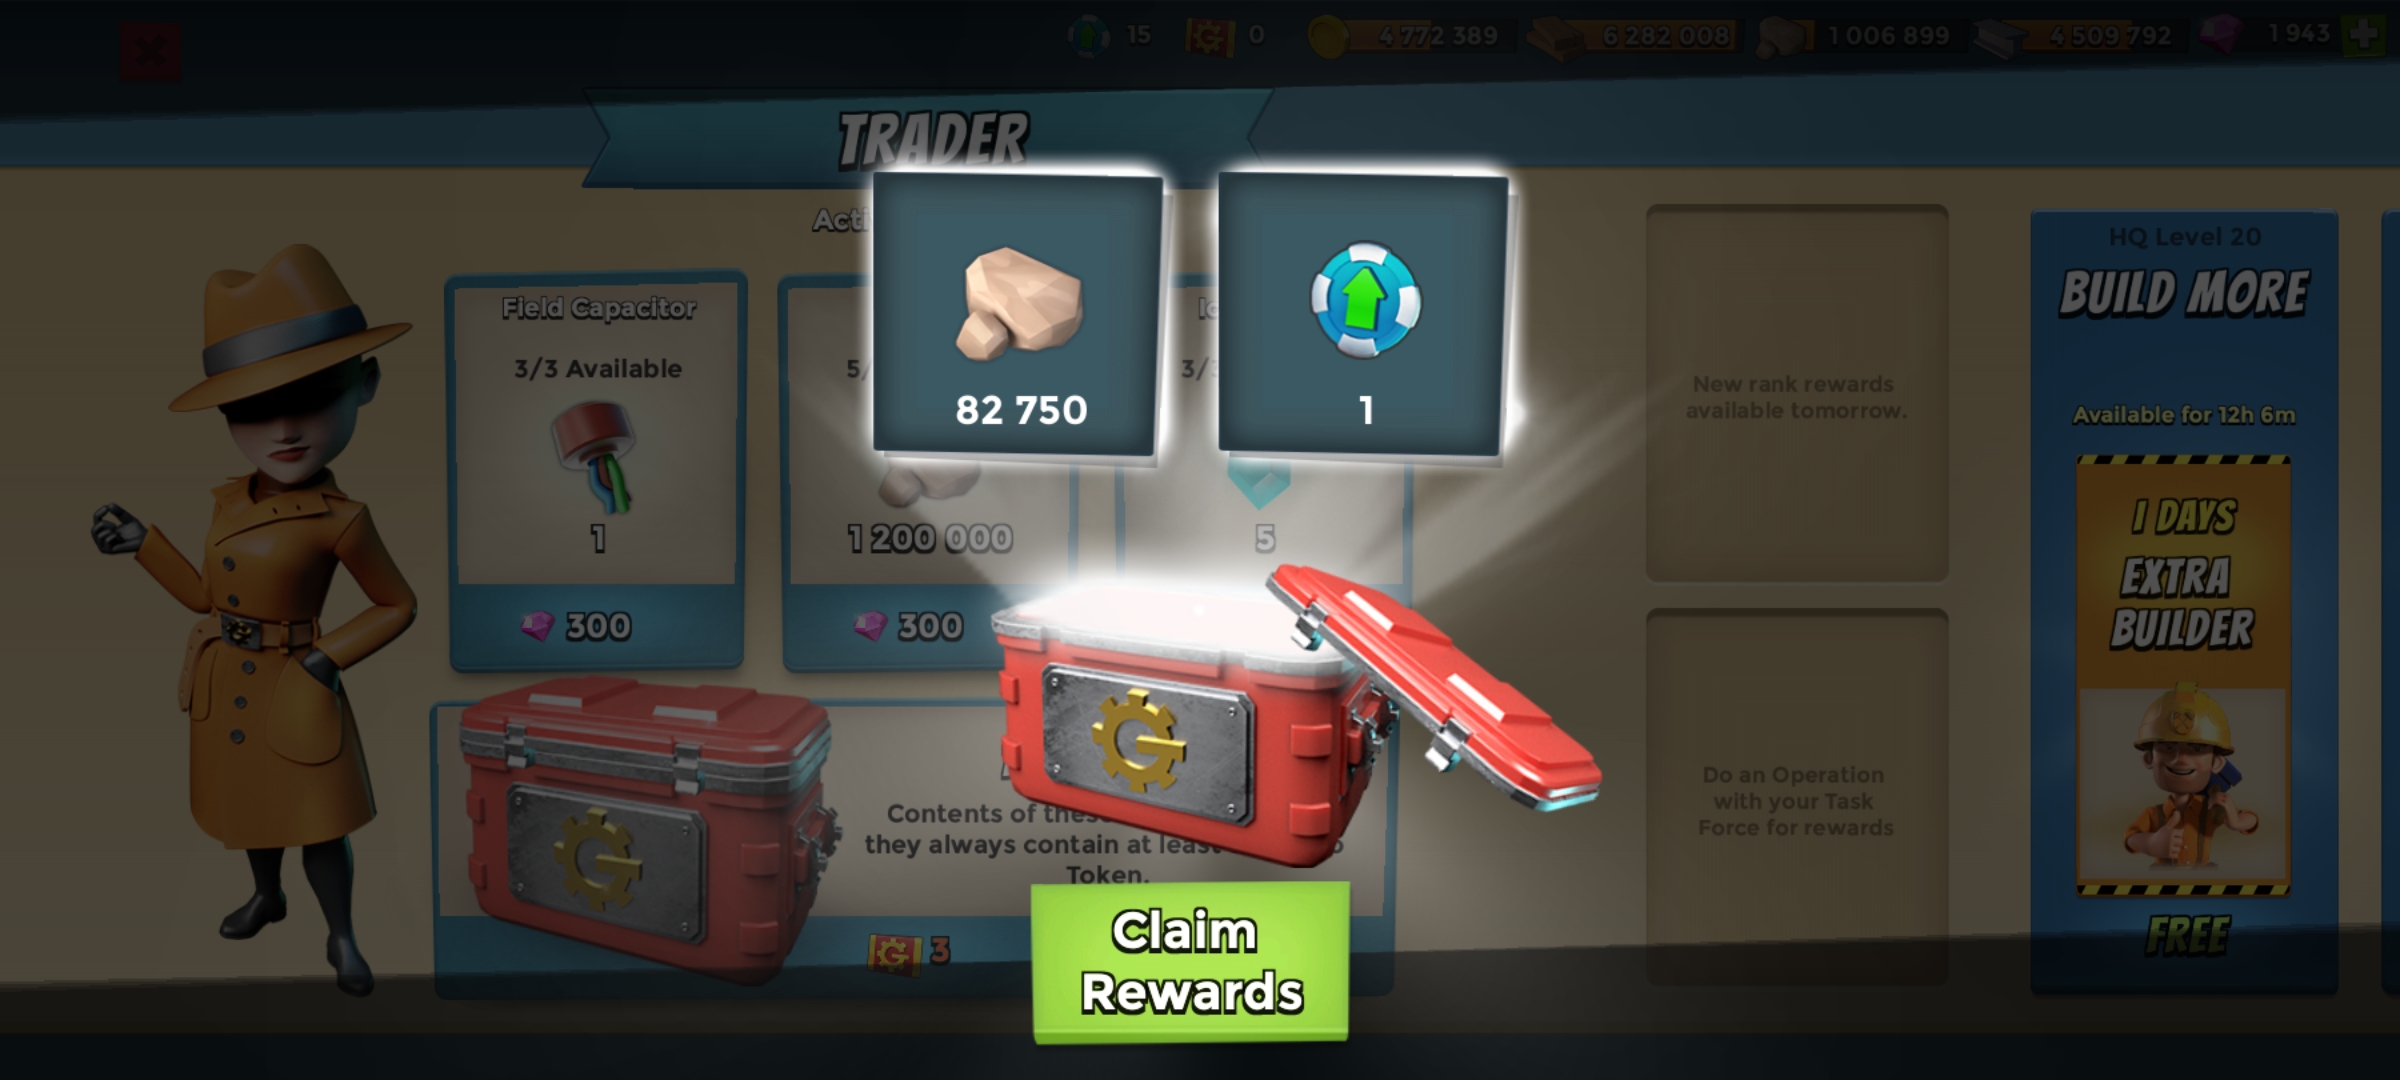 15
0
4 772 389
6 282 008
1 006 899
4 509 792
1 943
TRADER
Field Capacitor
3/3 Available
1
300
82 750
1
5/
1 200 000
300
3/
5
Contents of
they always contain at least
Token.
3
Claim
Rewards
New rank rewards
available tomorrow.
Do an Operation
with your Task
Force for rewards
HQ Level 20
BUILD MORE
Available for 12h 6m
1 DAYS
EXTRA
BUILDER
FREE